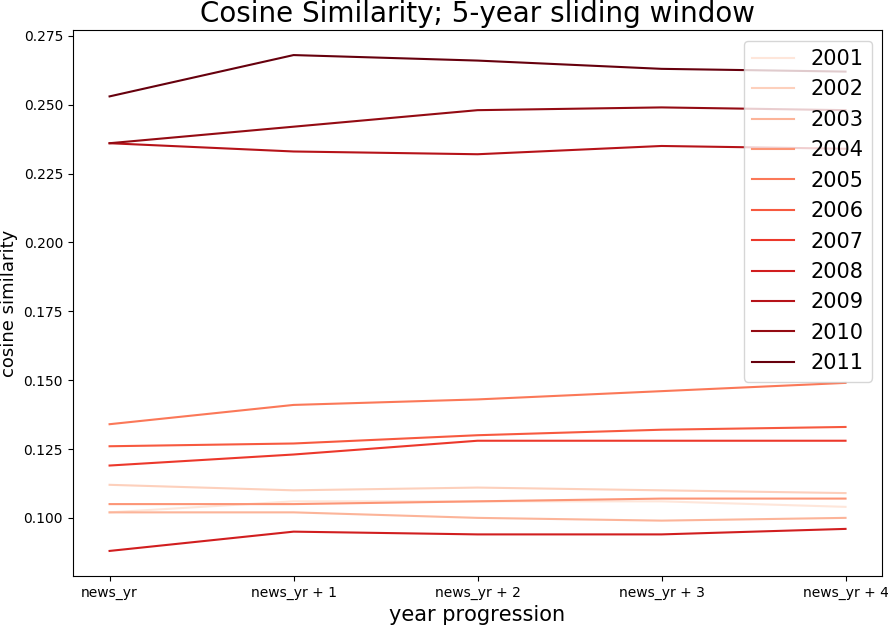 Cosine Similarity; 5-year sliding window
0.275
0.250
0.225
0.200
0.175
0.150
0.125
0.100
cosine similarity
2001
2002
2003
2004
2005
2006
2007
2008
2009
2010
2011
news_yr
news_yr + 1
news_yr + 2
news_yr + 3
news_yr + 4
year progression